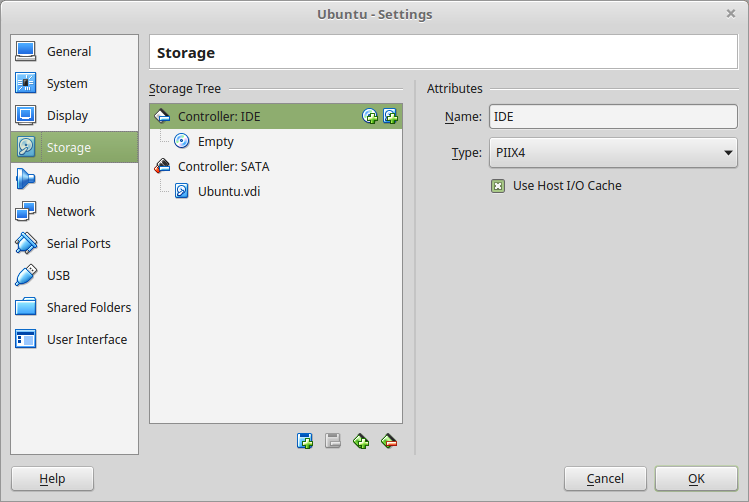 Ubuntu - Settings
General
System
Display
Storage
Audio
Network
Serial Ports
USB
Shared Folders
User Interface
Storage
Storage Tree
Controller: IDE
Empty
Controller: SATA
Ubuntu.vdi
Attributes
Name: IDE
Type: PIIX4
Use Host I/O Cache
Help
Cancel
OK